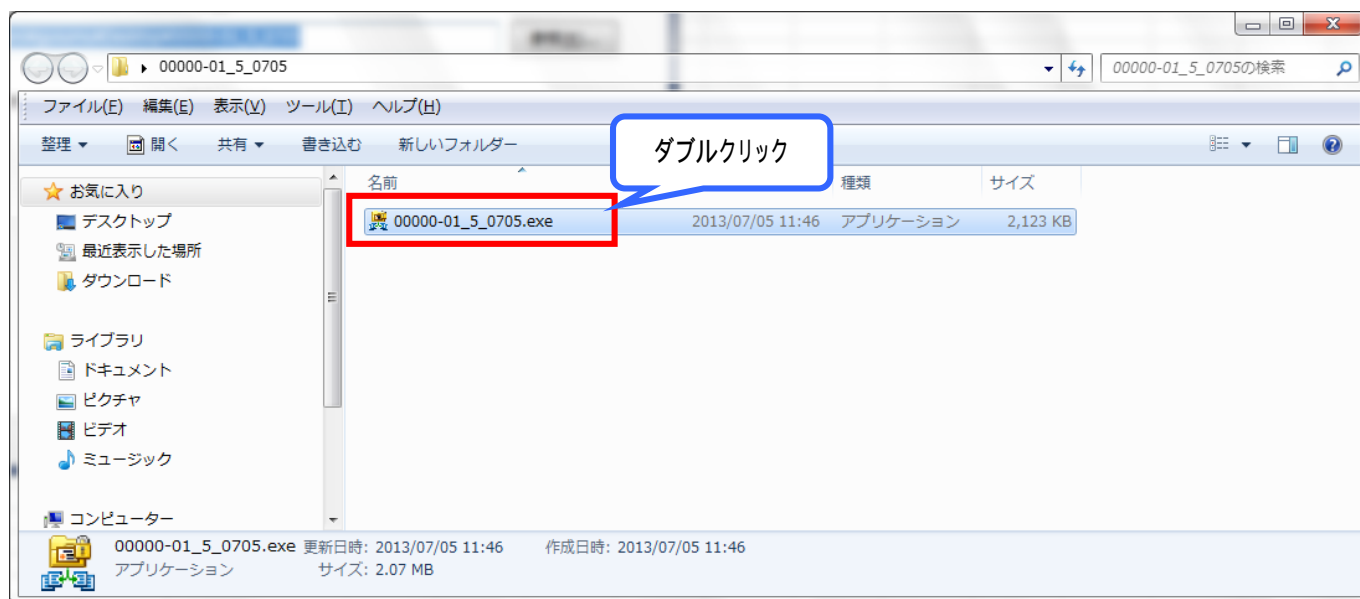 00000-01_5_0705
00000-01_5_0705の検索
ファイル(F) 編集(E) 表示(V) ツール(T) ヘルプ(H)
整理 開く 共有 書き込む 新しいフォルダー
ダブルクリック
名前 種類 サイズ
お気に入り
デスクトップ
最近表示した場所
ダウンロード
ライブラリ
ドキュメント
ピクチャ
ビデオ
ミュージック
コンピューター
00000-01_5_0705.exe 2013/07/05 11:46 アプリケーション 2,123 KB
00000-01_5_0705.exe 更新日時: 2013/07/05 11:46 作成日時: 2013/07/05 11:46
アプリケーション サイズ: 2.07 MB